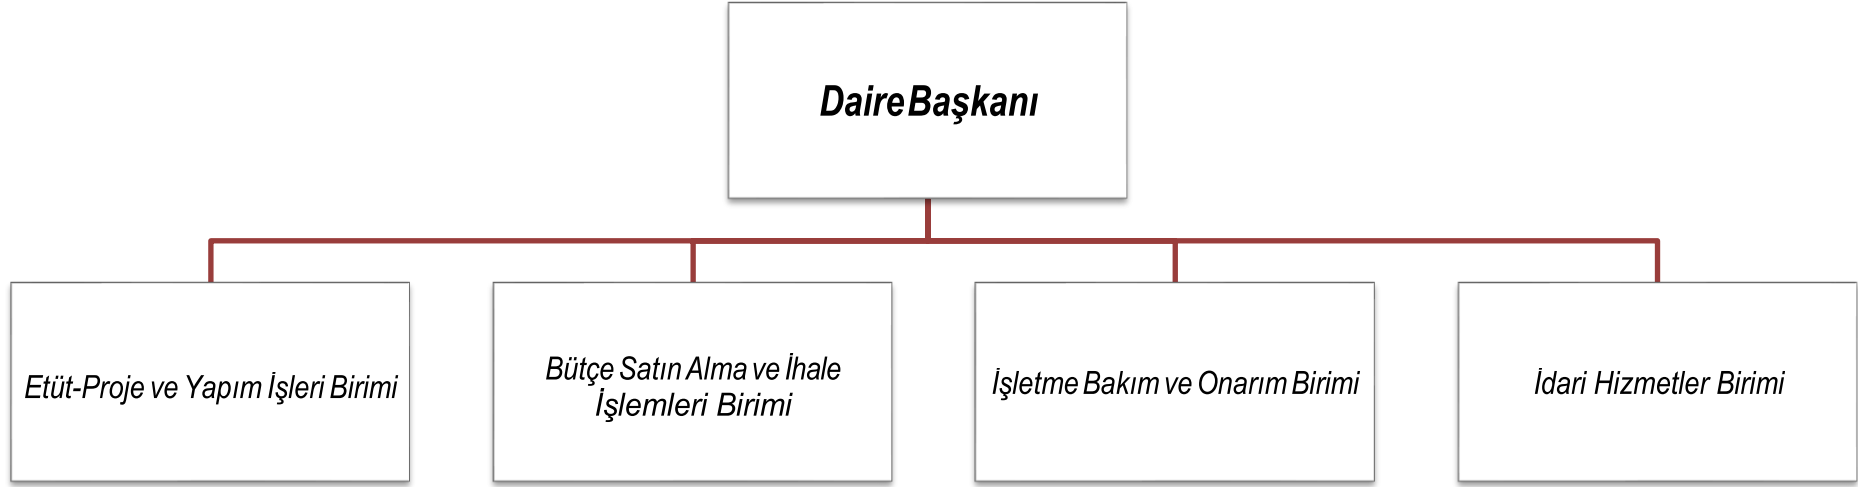 Daire Başkanı
Etüt-Proje ve Yapım İşleri Birimi
Bütçe Satın Alma ve İhale
İşlemleri Birimi
İşletme Bakım ve Onarım Birimi
İdari Hizmetler Birimi